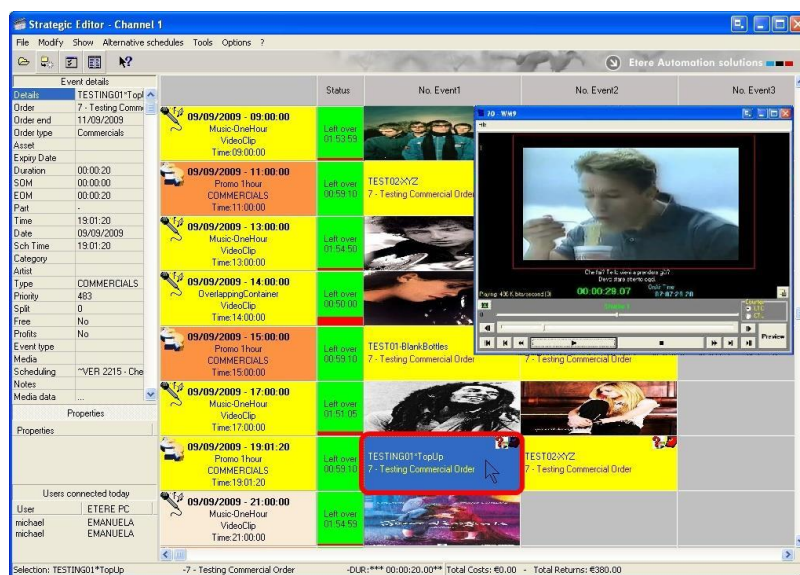 Strategic Editor - Channel 1
File Modify Show Alternative schedules Tools Options ?
Etere Automation solutions
Event details
Details TESTING01*TopU
Order 7 - Testing Comme
Order end 11/09/2009
Order type Commercials
Asset
Expiry Date
Duration 00:00:20
SOM 00:00:00
EOM 00:00:20
Part -
Time 19:01:20
Date 09/09/2009
Sch Time 19:01:20
Category
Artist
Type COMMERCIALS
Priority 483
Split 0
Free No
Profits No
Event type
Media
Scheduling ~VER 2215 - Che
Notes
Media data ...
Properties
Properties
Users connected today
User ETERE PC
michael EMANUELA
michael EMANUELA
Status No. Event1 No. Event2 No. Event3
09/09/2009 - 09:00:00
Music-OneHour
VideoClip
Time:09:00:00
Left over
01:53:59
09/09/2009 - 11:00:00
Promo 1hour
COMMERCIALS
Time:11:00:00
Left over
00:59:10
TEST02-XYZ
7 - Testing Commercial Order
09/09/2009 - 13:00:00
Music-OneHour
VideoClip
Time:13:00:00
Left over
01:54:50
09/09/2009 - 14:00:00
OverlappingContainer
VideoClip
Time:14:00:00
Left over
00:50:00
09/09/2009 - 15:00:00
Promo 1hour
COMMERCIALS
Time:15:00:00
Left over
00:59:10
TEST01-BlankBottles
7 - Testing Commercial Order
7 - Testing Commercial Order
09/09/2009 - 17:00:00
Music-OneHour
VideoClip
Time:17:00:00
Left over
01:51:05
09/09/2009 - 19:01:20
Promo 1hour
COMMERCIALS
Time:19:01:20
Left over
00:59:10
TESTING01*TopUp
7 - Testing Commercial Order
TEST02-XYZ
7 - Testing Commercial Order
09/09/2009 - 21:00:00
Music-OneHour
VideoClip
Time:21:00:00
Left over
01:54:59
00:00:29.07
Preview
Selection: TESTING01*TopUp -7 - Testing Commercial Order -DUR:*** 00:00:20.00** Total Costs: €0.00 - Total Returns: €380.00